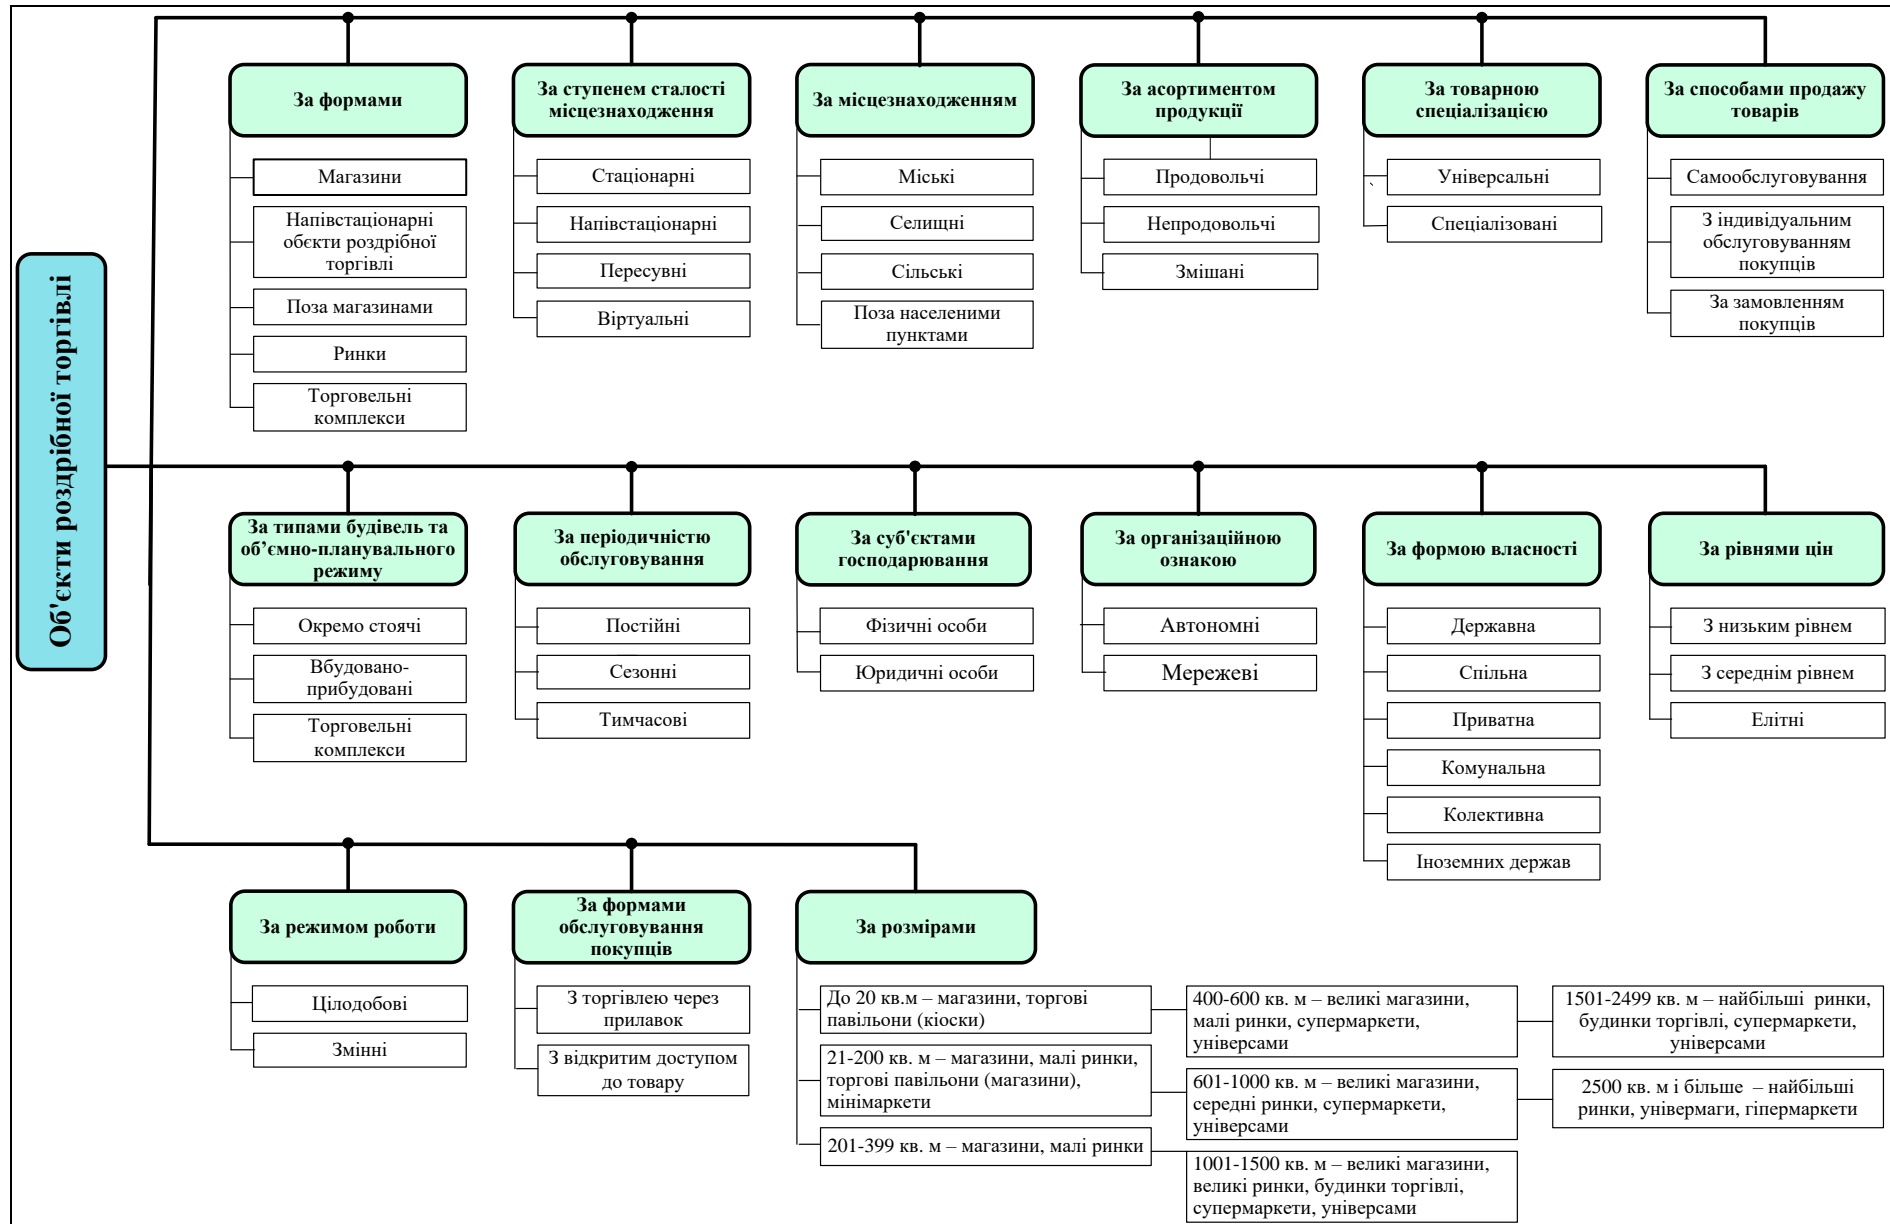 Об'єкти роздрібної торгівлі
За формами
Магазини
Напівстаціонарні
обєкти роздрібної
торгівлі
Поза магазинами
Ринки
Торговельні
комплекси
За ступенем сталості
місцезнаходження
Стаціонарні
Напівстаціонарні
Пересувні
Віртуальні
За місцезнаходженням
Міські
Селищні
Сільські
Поза населеними
пунктами
За асортиментом
продукції
Продовольчі
Непродовольчі
Змішані
За товарною
спеціалізацією
Універсальні
Спеціалізовані
За способами продажу
товарів
Самообслуговування
З індивідуальним
обслуговуванням
покупців
За замовленням
покупців
За типами будівель та
об’ємно-планувального
режиму
Окремо стоячі
Вбудовано-
прибудовані
Торговельні
комплекси
За періодичністю
обслуговування
Постійні
Сезонні
Тимчасові
За суб'єктами
господарювання
Фізичні особи
Юридичні особи
За організаційною
ознакою
Автономні
Мережеві
За формою власності
Державна
Спільна
Приватна
Комунальна
Колективна
Іноземних держав
За рівнями цін
З низьким рівнем
З середнім рівнем
Елітні
За режимом роботи
Цілодобові
Змінні
За формами
обслуговування
покупців
З торгівлею через
прилавок
З відкритим доступом
до товару
За розмірами
До 20 кв.м – магазини, торгові
павільони (кіоски)
21-200 кв. м – магазини, малі ринки,
торгові павільони (магазини),
мінімаркети
201-399 кв. м – магазини, малі ринки
400-600 кв. м – великі магазини,
малі ринки, супермаркети,
універсами
601-1000 кв. м – великі магазини,
середні ринки, супермаркети,
універсами
1001-1500 кв. м – великі магазини,
великі ринки, будинки торгівлі,
супермаркети, універсами
1501-2499 кв. м – найбільші  ринки,
будинки торгівлі, супермаркети,
універсами
2500 кв. м і більше  – найбільші
ринки, універмаги, гіпермаркети